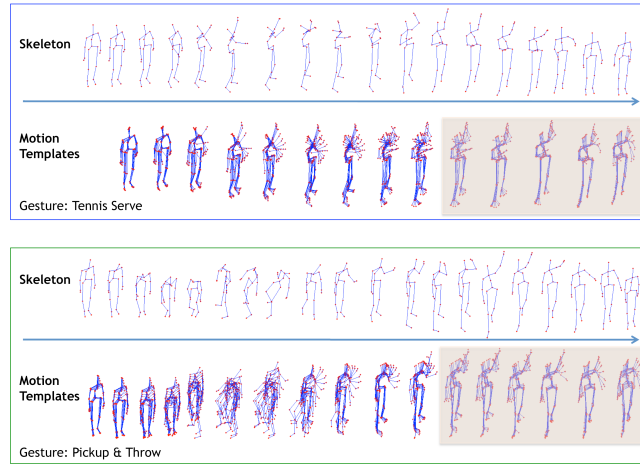 Skeleton
Motion
Templates
Gesture: Tennis Serve
Skeleton
Motion
Templates
Gesture: Pickup & Throw